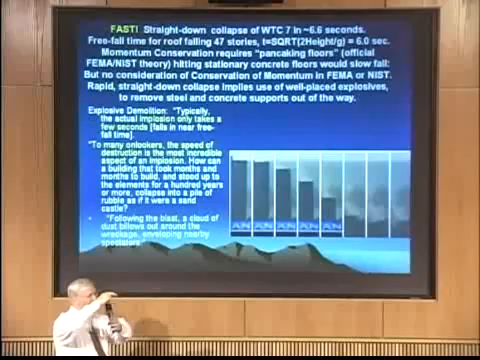 FAST! Straight-down collapse of WTC 7 in ~6.6 seconds.
Free-fall time for roof falling 47 stories, t=SQRT(2Height/g) = 6.0 sec.
Momentum Conservation requires "pancaking floors" (official
FEMA/NIST theory) hitting stationary concrete floors would slow fall:
But no consideration of Conservation of Momentum in FEMA or NIST.
Rapid, straight-down collapse implies use of well-placed explosives,
to remove steel and concrete supports out of the way.
Explosive Demolition: "Typically,
the actual implosion only takes a
few seconds [falls in near free-
fall time].
"To many onlookers, the speed of
destruction is the most incredible
aspect of an implosion. How can
a building that took months and
months to build, and stood up to
the elements for a hundred years
or more, collapse into a pile of
rubble as if it were a sand
castle?
"Following the blast, a cloud of
dust billows out around the
wreckage, enveloping nearby
spectators